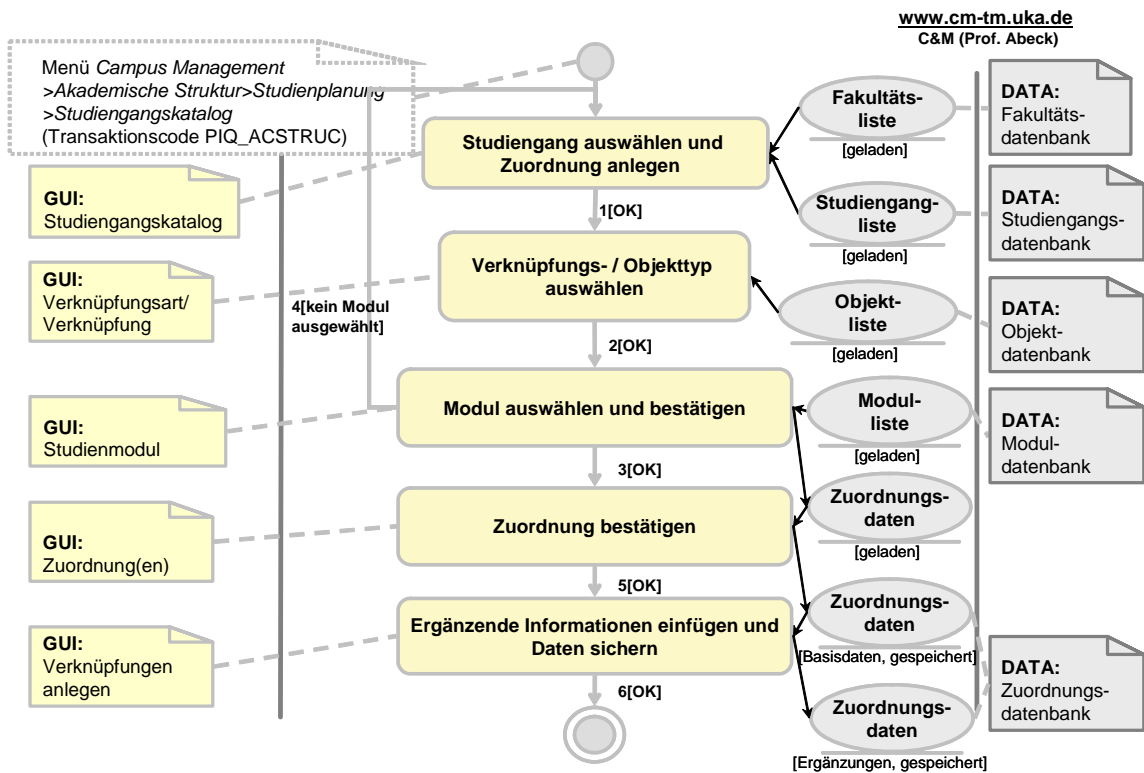 www.cm-tm.uka.de
C&M (Prof. Abeck)
Menü Campus Management
>Akademische Struktur>Studienplanung
>Studiengangskatalog
(Transaktionscode PIQ_ACSTRUC)
GUI:
Studiengangskatalog
GUI:
Verknüpfungsart/
Verknüpfung
GUI:
Studienmodul
GUI:
Zuordnung(en)
GUI:
Verknüpfungen
anlegen
Studiengang auswählen und
Zuordnung anlegen
1[OK]
Verknüpfungs- / Objekttyp
auswählen
2[OK]
4[kein Modul
ausgewählt]
Modul auswählen und bestätigen
3[OK]
Zuordnung bestätigen
5[OK]
Ergänzende Informationen einfügen und
Daten sichern
6[OK]
Fakultäts-
liste
[geladen]
Studiengang-
liste
[geladen]
Objekt-
liste
[geladen]
Modul-
liste
[geladen]
Zuordnungs-
daten
[geladen]
Zuordnungs-
daten
[Basisdaten, gespeichert]
Zuordnungs-
daten
[Ergänzungen, gespeichert]
DATA:
Fakultäts-
datenbank
DATA:
Studiengangs-
datenbank
DATA:
Objekt-
datenbank
DATA:
Modul-
datenbank
DATA:
Zuordnungs-
datenbank